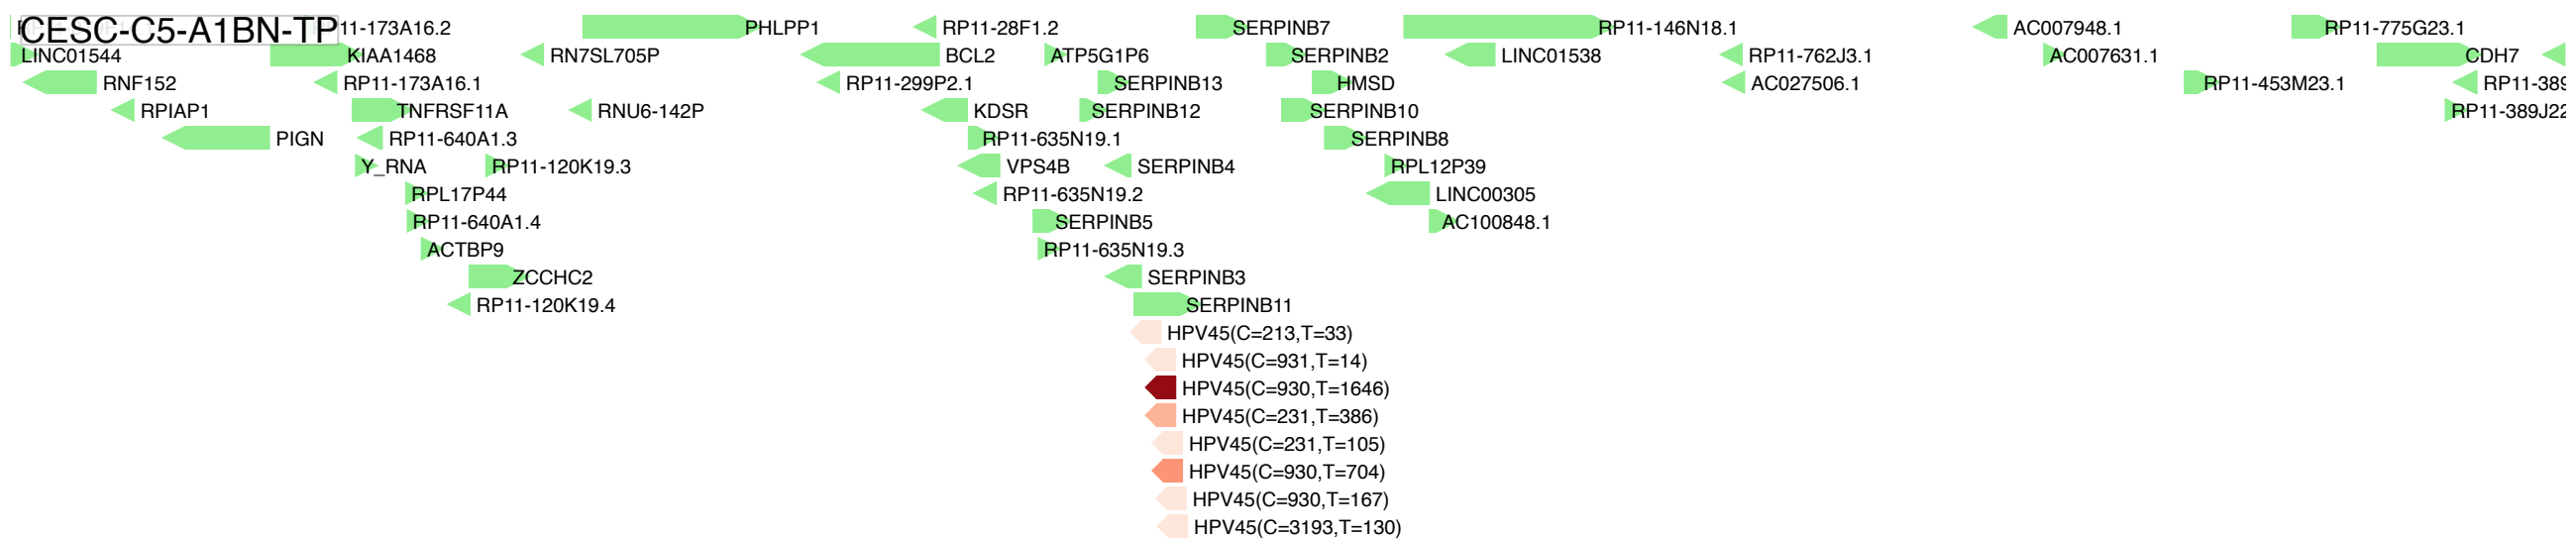 CESC-C5-A1BN-TP 11-173A16.2 PHLPP1 RP11-28F1.2 SERPINB7 RP11-146N18.1 AC007948.1 RP11-775G23.1
LINC01544 KIAA1468 RN7SL705P BCL2 ATP5G1P6 SERPINB2 LINC01538 RP11-762J3.1 AC007631.1 CDH7
RNF152 RP11-173A16.1 RP11-299P2.1 SERPINB13 HMSD AC027506.1 RP11-453M23.1 RP11-389
RPIAP1 TNFRSF11A RNU6-142P KDSR SERPINB12 SERPINB10 RP11-389J22
PIGN RP11-640A1.3 RP11-635N19.1 SERPINB8
Y_RNA RP11-120K19.3 VPS4B SERPINB4 RPL12P39
RPL17P44 RP11-635N19.2 LINC00305
RP11-640A1.4 SERPINB5 AC100848.1
ACTBP9 RP11-635N19.3
ZCCHC2 SERPINB3
RP11-120K19.4 SERPINB11
HPV45(C=213,T=33)
HPV45(C=931,T=14)
HPV45(C=930,T=1646)
HPV45(C=231,T=386)
HPV45(C=231,T=105)
HPV45(C=930,T=704)
HPV45(C=930,T=167)
HPV45(C=3193,T=130)